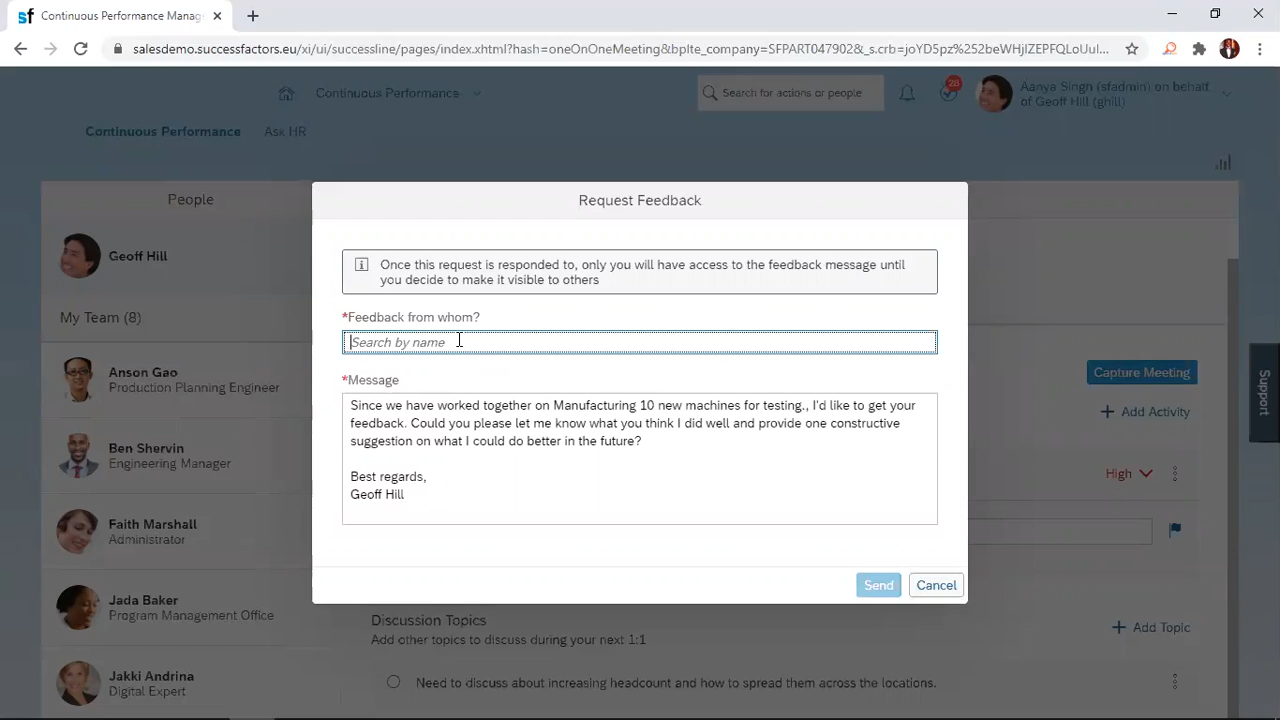 sf Continuous Performance Manag
salesdemo.successfactors.eu/xi/ui/successline/pages/index.xhtml?hash=oneOnOneMeeting&bplte_company=SFPART047902&_s.crb=joYD5pz%252beWHjIZEPFQLoUuI...
Continuous Performance
Search for actions or people
28
Aanya Singh (sfadmin) on behalf
of Geoff Hill (ghill)
Continuous Performance
Ask HR
People
Geoff Hill
My Team (8)
Anson Gao
Production Planning Engineer
Ben Shervin
Engineering Manager
Faith Marshall
Administrator
Jada Baker
Program Management Office
Jakki Andrina
Digital Expert
Request Feedback
Once this request is responded to, only you will have access to the feedback message until
you decide to make it visible to others
*Feedback from whom?
Search by name
*Message
Since we have worked together on Manufacturing 10 new machines for testing., I'd like to get your
feedback. Could you please let me know what you think I did well and provide one constructive
suggestion on what I could do better in the future?
Best regards,
Geoff Hill
Send
Cancel
Capture Meeting
Add Activity
High
Support
Discussion Topics
Add other topics to discuss during your next 1:1
Add Topic
Need to discuss about increasing headcount and how to spread them across the locations.